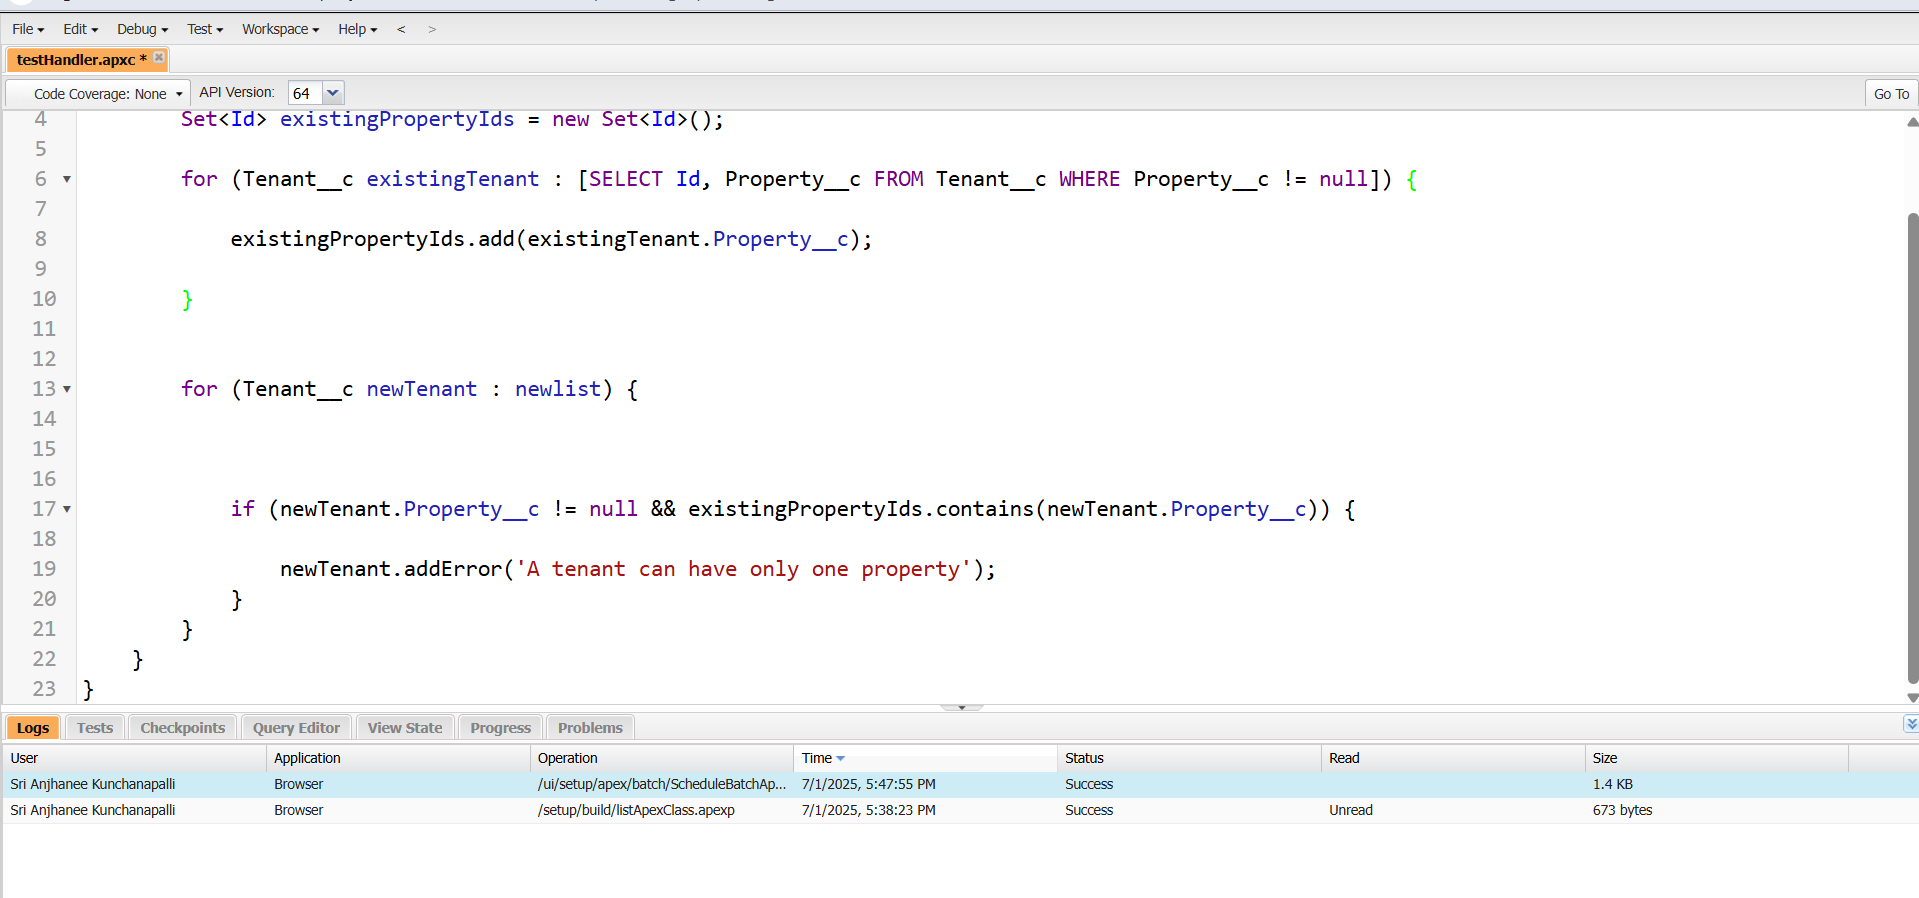 File Edit Debug Test Workspace Help < >
testHandler.apxc *
Code Coverage: None API Version: 64 Go To
4 Set<Id> existingPropertyIds = new Set<Id>();
5
6 for (Tenant__c existingTenant : [SELECT Id, Property__c FROM Tenant__c WHERE Property__c != null]) {
7
8 existingPropertyIds.add(existingTenant.Property__c);
9
10 }
11
12
13 for (Tenant__c newTenant : newlist) {
14
15
16
17 if (newTenant.Property__c != null && existingPropertyIds.contains(newTenant.Property__c)) {
18
19 newTenant.addError('A tenant can have only one property');
20 }
21 }
22 }
23 }
Logs Tests Checkpoints Query Editor View State Progress Problems
User Application Operation Time Status Read Size
Sri Anjhanee Kunchanapalli Browser /ui/setup/apex/batch/ScheduleBatchAp... 7/1/2025, 5:47:55 PM Success 1.4 KB
Sri Anjhanee Kunchanapalli Browser /setup/build/listApexClass.apexp 7/1/2025, 5:38:23 PM Success Unread 673 bytes